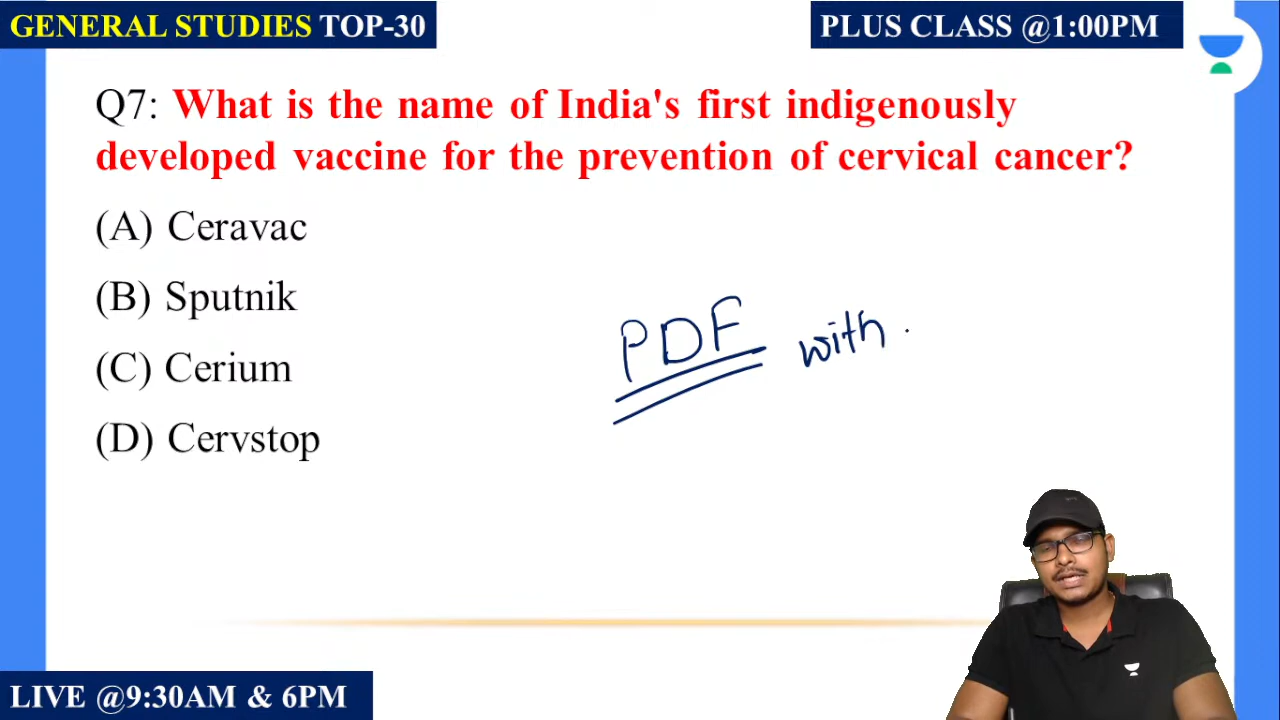 GENERAL STUDIES TOP-30
PLUS CLASS @1:00PM
Q7: What is the name of India's first indigenously
developed vaccine for the prevention of cervical cancer?
(A) Ceravac
(B) Sputnik
(C) Cerium
(D) Cervstop
PDF with
LIVE @9:30AM & 6PM